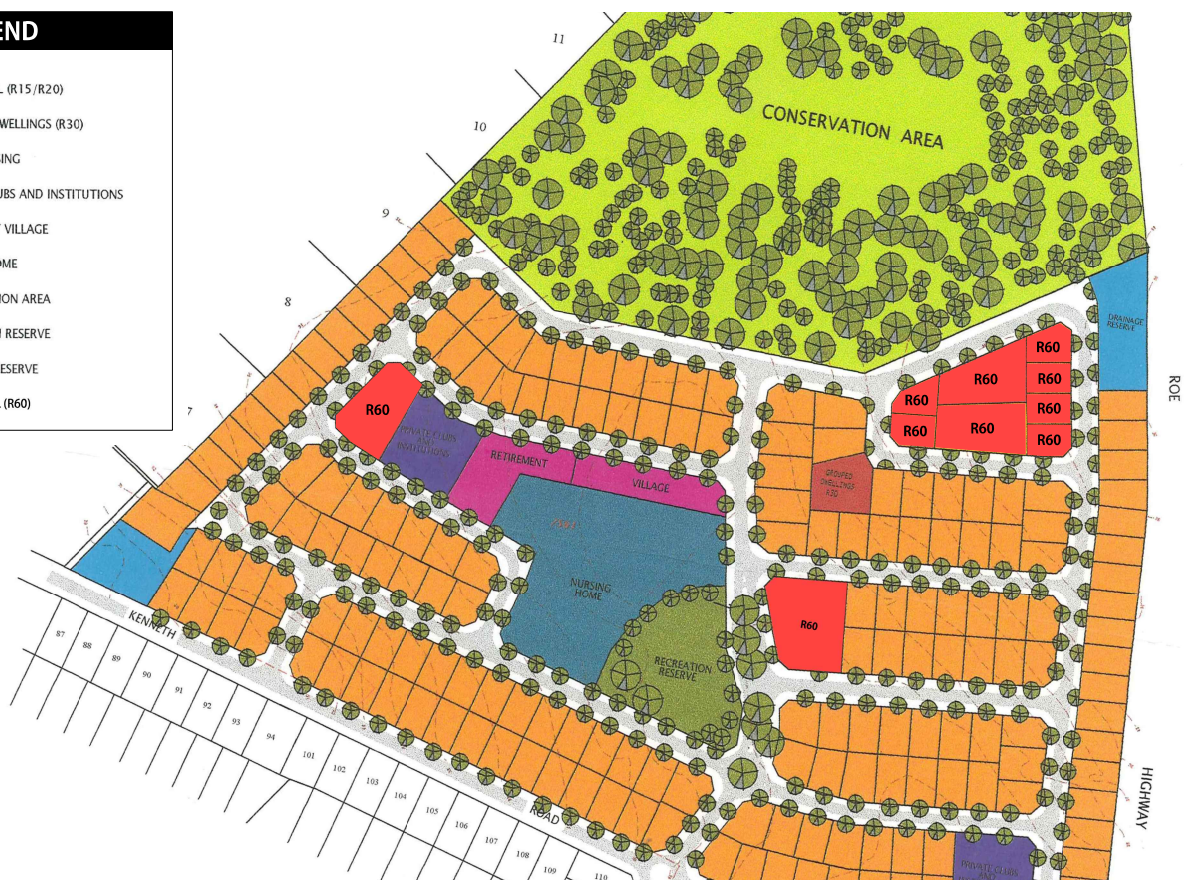 END
L (R15/R20)
WELLINGS (R30)
SING
UBS AND INSTITUTIONS
VILLAGE
OME
ION AREA
N RESERVE
ESERVE
(R60)
11
10
9
8
7
CONSERVATION AREA
DRAINAGE
RESERVE
ROE
HIGHWAY
R60
R60
R60
R60
R60
R60
R60
R60
R60
PRIVATE CLUBS
AND
INSTITUTIONS
RETIREMENT
VILLAGE
GROUPED
DWELLINGS
R30
NURSING
HOME
R60
RECREATION
RESERVE
KENNETH
ROAD
87
88
89
90
91
92
93
94
101
102
103
104
105
106
107
108
109
110
PRIVATE CLUBS
AND